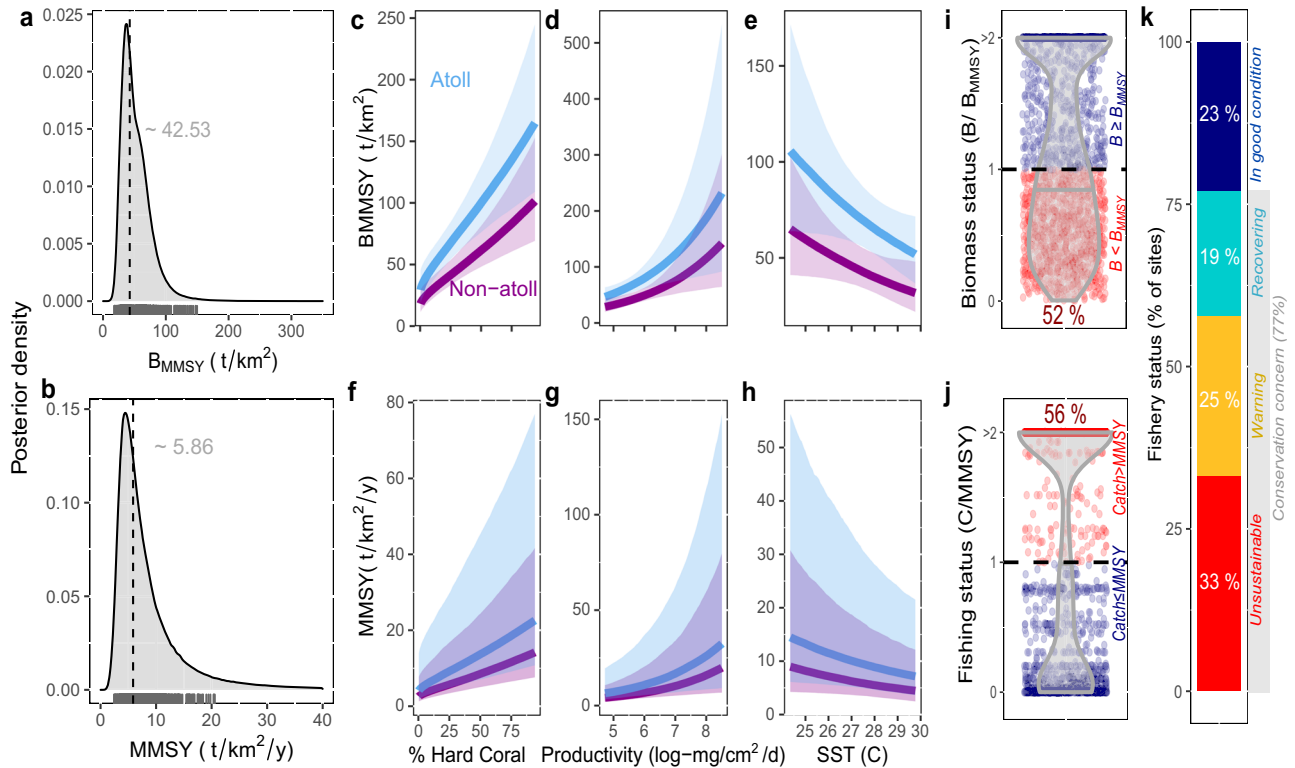 a
0.025
0.020
0.015
0.010
0.005
0.000
~ 42.53
0
100
200
300
B_MMSY ( t/km²)
Posterior density
b
0.15
0.10
0.05
0.00
~ 5.86
0
10
20
30
40
MMSY ( t/km²/y)
c
250
200
150
100
50
0
BMMSY ( t/km²)
Atoll
Non−atoll
d
500
400
300
200
100
0
e
150
100
50
f
80
60
40
20
0
MMSY ( t/km²/y)
0
25
50
75
% Hard Coral
g
150
100
50
0
5
6
7
8
Productivity (log−mg/cm²/d)
h
50
40
30
20
10
0
25
26
27
28
29
30
SST (C)
i
>2
1
0
Biomass status (B/ B_MMSY)
B ≥ B_MMSY
B < B_MMSY
52 %
j
56 %
>2
1
0
Fishing status (C/MMSY)
Catch>MMSY
Catch≤MMSY
k
100
75
50
25
0
Fishery status (% of sites)
23 %
19 %
25 %
33 %
In good condition
Recovering
Warning
Unsustainable
Conservation concern (77%)